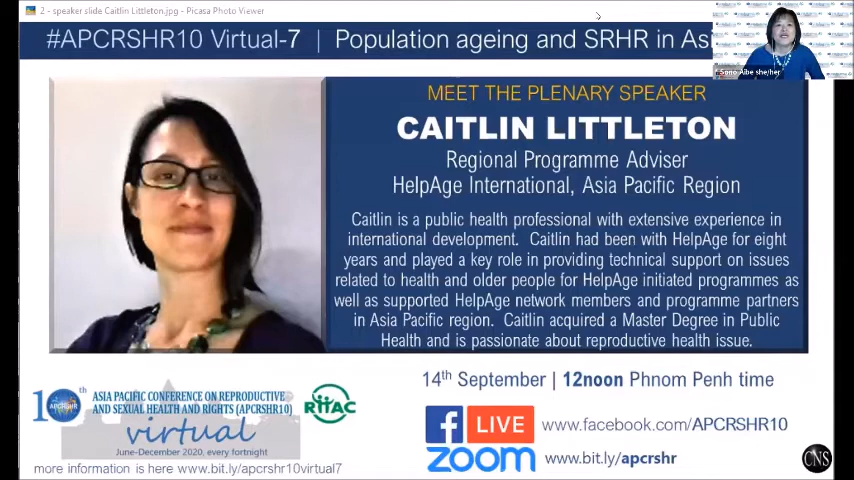 2 - speaker slide Caitlin Littleton.jpg - Picasa Photo Viewer
#APCRSHR10 Virtual-7 | Population ageing and SRHR in Asi
Sono Aibe she/her
MEET THE PLENARY SPEAKER
CAITLIN LITTLETON
Regional Programme Adviser
HelpAge International, Asia Pacific Region
Caitlin is a public health professional with extensive experience in
international development. Caitlin had been with HelpAge for eight
years and played a key role in providing technical support on issues
related to health and older people for HelpAge initiated programmes as
well as supported HelpAge network members and programme partners
in Asia Pacific region. Caitlin acquired a Master Degree in Public
Health and is passionate about reproductive health issue.
14th September | 12noon Phnom Penh time
10th
APCRSHR
ASIA PACIFIC CONFERENCE ON REPRODUCTIVE
AND SEXUAL HEALTH AND RIGHTS (APCRSHR10)
virtual
June-December 2020, every fortnight
more information is here www.bit.ly/apcrshr10virtual7
LIVE www.facebook.com/APCRSHR10
zoom www.bit.ly/apcrshr
CNS